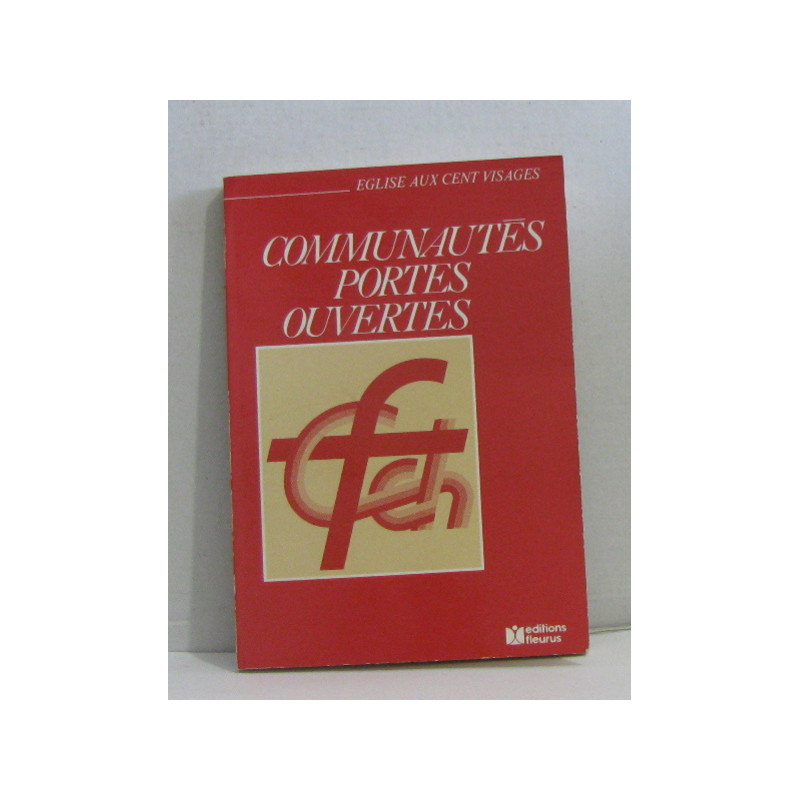 EGLISE AUX CENT VISAGES
COMMUNAUTÉS
PORTES
OUVERTES
editions
fleurus